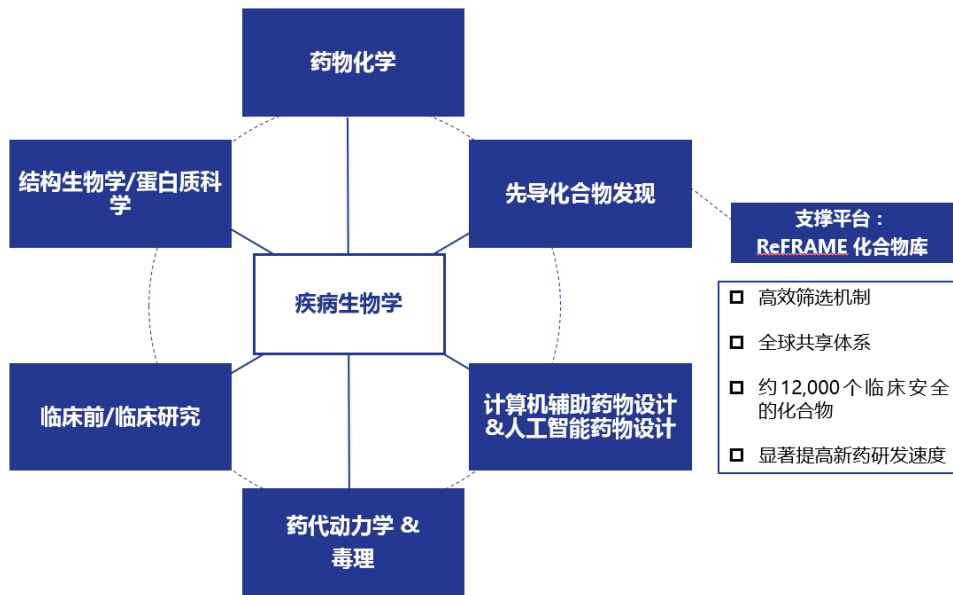 药物化学
结构生物学/蛋白质科
学
先导化合物发现
支撑平台：
ReFRAME 化合物库
疾病生物学
高效筛选机制
全球共享体系
约12,000个临床安全
的化合物
显著提高新药研发速度
临床前/临床研究
计算机辅助药物设计
&人工智能药物设计
药代动力学 &
毒理